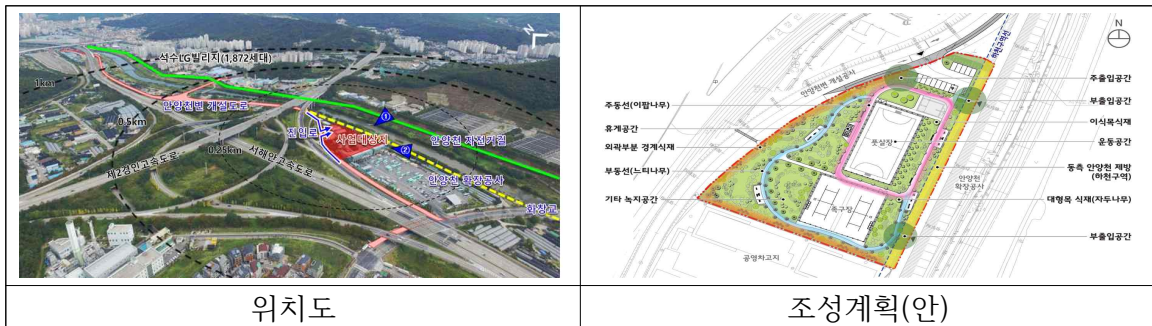 석수LG빌리지(1,872세대)
1km
안양천변 개설도로
0.5km
진입로
사업대상지
①
안양천 자전거길
0.25km
서해안고속도로
②
제2경인고속도로
안양천 확장공사
화창교
위치도
N
하천구역선
안양천변 개설공사
주동선(이팝나무)
휴게공간
외곽부분 경계식재
부동선(느티나무)
기타 녹지공간
풋살장
족구장
공영차고지
안양천
확장공사
주출입공간
부출입공간
이식목식재
운동공간
동측 안양천 제방
(하천구역)
대형목 식재(자두나무)
부출입공간
조성계획(안)